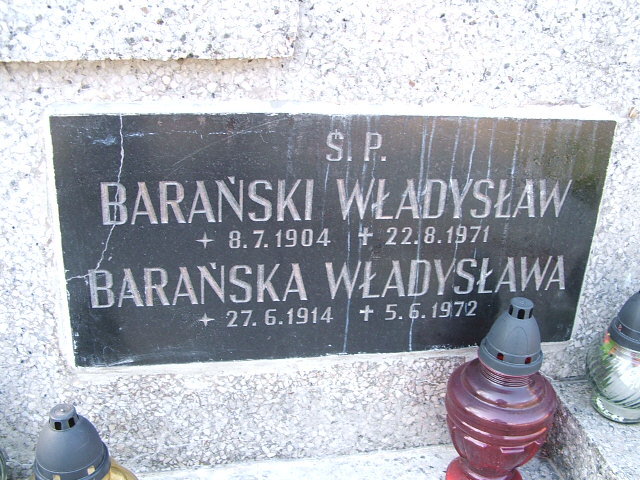 Ś. P.
BARAŃSKI WŁADYSŁAW
✦ 8.7.1904 ✝ 22.8.1971
BARAŃSKA WŁADYSŁAWA
✦ 27.6.1914 ✝ 5.6.1972